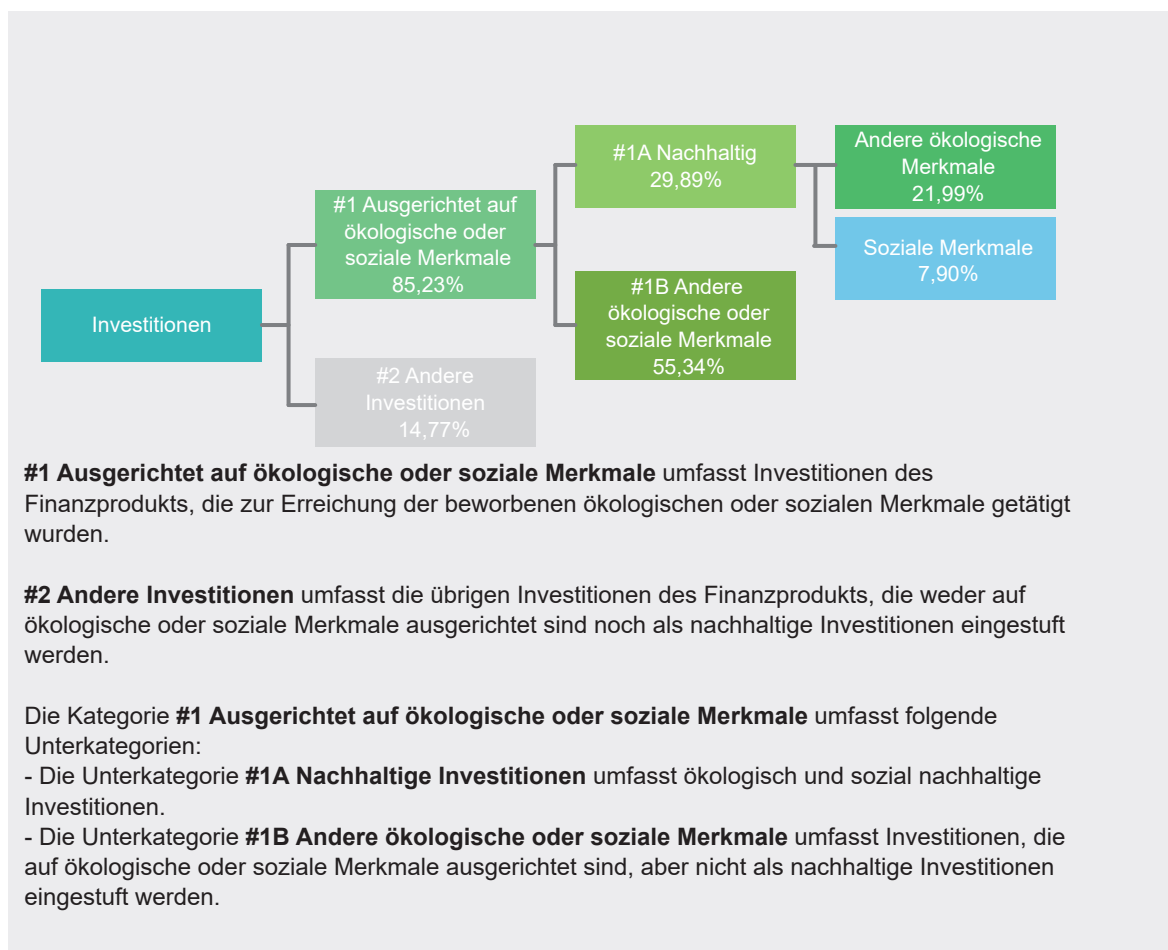 Investitionen
#1 Ausgerichtet auf
ökologische oder
soziale Merkmale
85,23%
#2 Andere
Investitionen
14,77%
#1A Nachhaltig
29,89%
#1B Andere
ökologische oder
soziale Merkmale
55,34%
Andere ökologische
Merkmale
21,99%
Soziale Merkmale
7,90%
#1 Ausgerichtet auf ökologische oder soziale Merkmale umfasst Investitionen des
Finanzprodukts, die zur Erreichung der beworbenen ökologischen oder sozialen Merkmale getätigt
wurden.
#2 Andere Investitionen umfasst die übrigen Investitionen des Finanzprodukts, die weder auf
ökologische oder soziale Merkmale ausgerichtet sind noch als nachhaltige Investitionen eingestuft
werden.
Die Kategorie #1 Ausgerichtet auf ökologische oder soziale Merkmale umfasst folgende
Unterkategorien:
- Die Unterkategorie #1A Nachhaltige Investitionen umfasst ökologisch und sozial nachhaltige
Investitionen.
- Die Unterkategorie #1B Andere ökologische oder soziale Merkmale umfasst Investitionen, die
auf ökologische oder soziale Merkmale ausgerichtet sind, aber nicht als nachhaltige Investitionen
eingestuft werden.